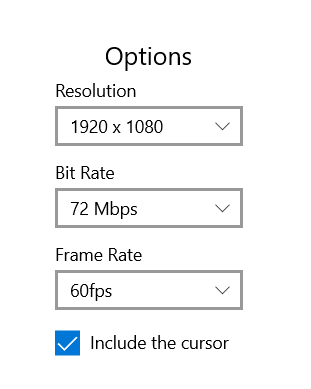 Options
Resolution
1920 x 1080
Bit Rate
72 Mbps
Frame Rate
60fps
Include the cursor